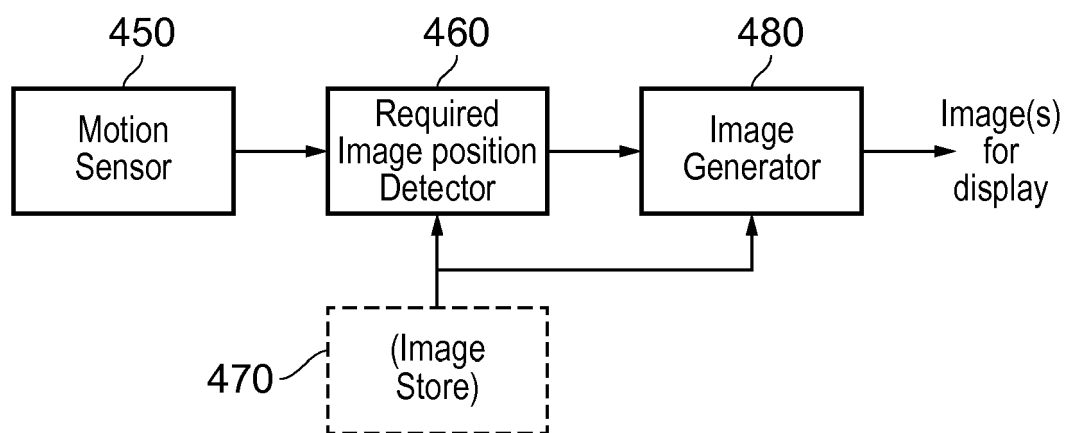 450
460
480
Motion
Sensor
Required
Image position
Detector
Image
Generator
Image(s)
for
display
470
(Image
Store)